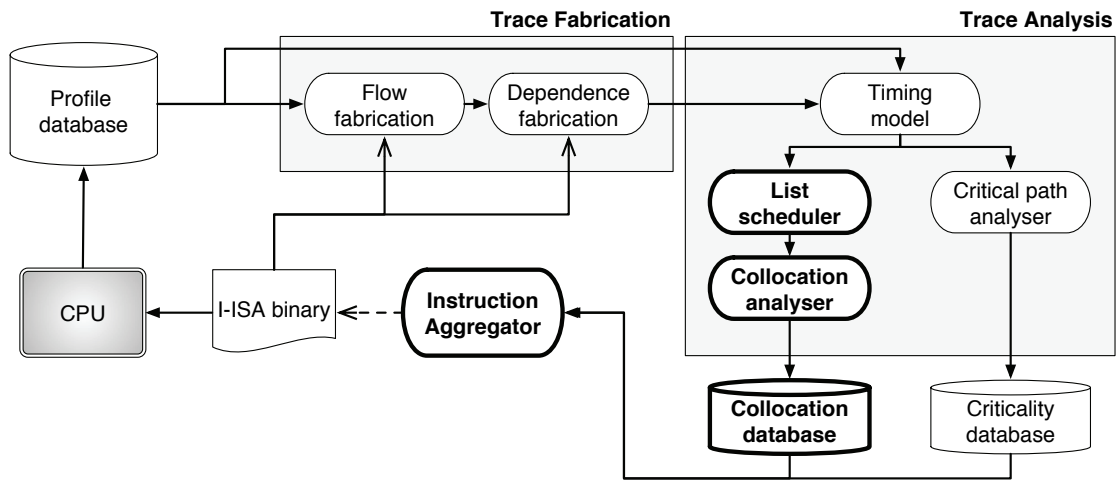 Trace Fabrication
Trace Analysis
Profile
database
Flow
fabrication
Dependence
fabrication
Timing
model
List
scheduler
Critical path
analyser
CPU
I-ISA binary
Instruction
Aggregator
Collocation
analyser
Collocation
database
Criticality
database